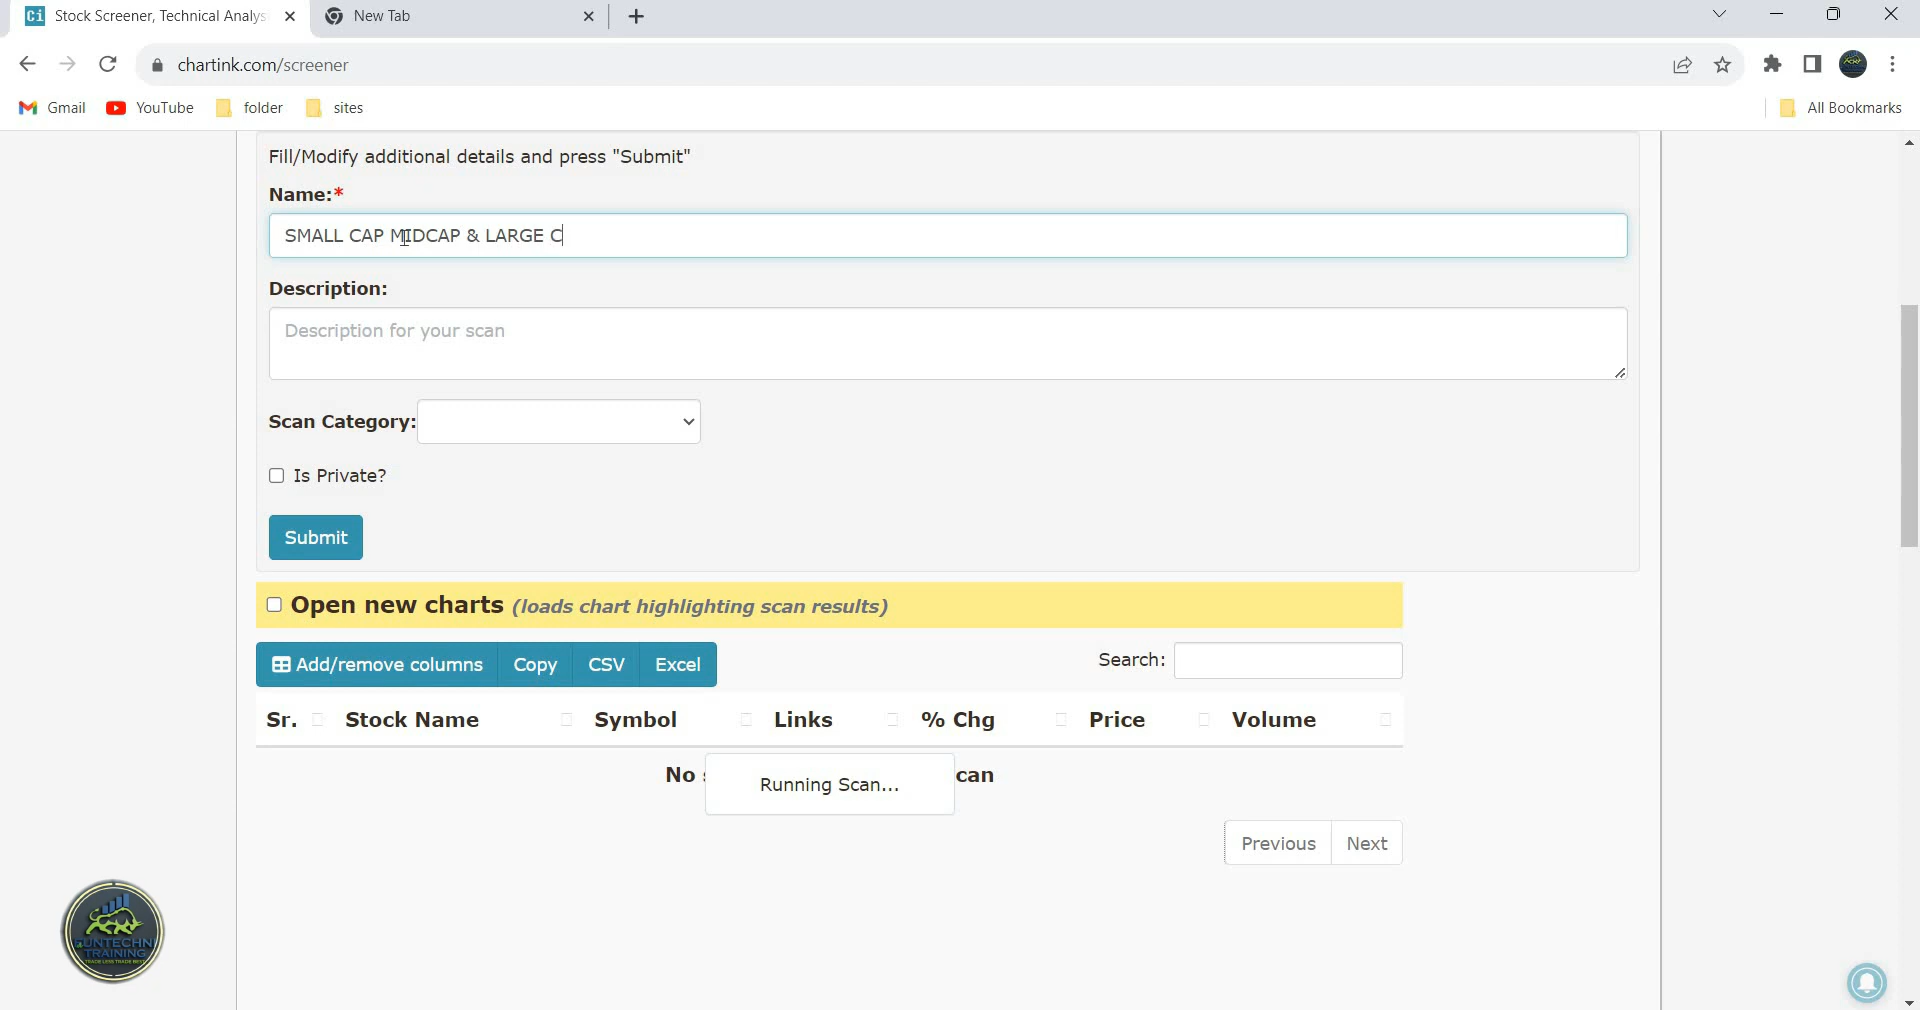 Stock Screener, Technical Analys
New Tab
chartink.com/screener
Gmail YouTube folder sites All Bookmarks
Fill/Modify additional details and press "Submit"
Name:*
SMALL CAP MIDCAP & LARGE C
Description:
Description for your scan
Scan Category:
Is Private?
Submit
Open new charts (loads chart highlighting scan results)
Add/remove columns Copy CSV Excel Search:
Sr. Stock Name Symbol Links % Chg Price Volume
No can
Running Scan...
Previous Next
TRAINING